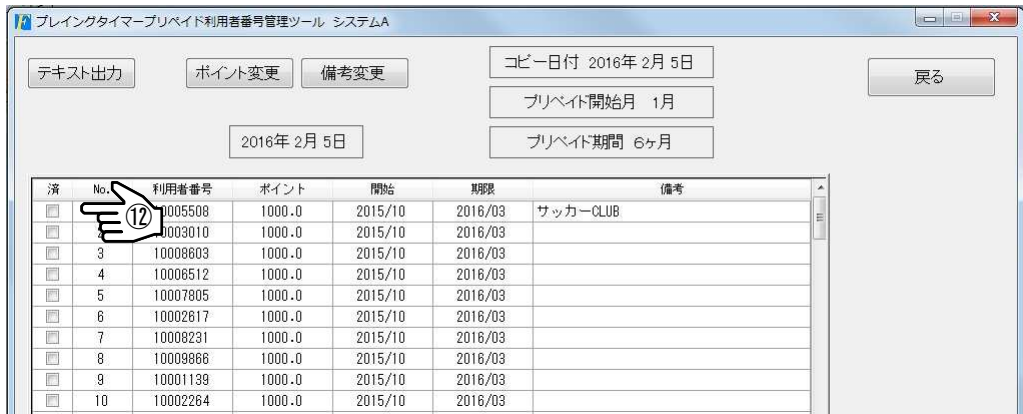 プレイングタイマープリペイド利用者番号管理ツール システムA
テキスト出力 ポイント変更 備考変更 コピー日付 2016年 2月 5日 戻る
プリペイド開始月 1月
2016年 2月 5日 プリペイド期間 6ヶ月
済 No. 利用者番号 ポイント 開始 期限 備考
⑫ 0005508 1000.0 2015/10 2016/03 サッカーCLUB
2 0003010 1000.0 2015/10 2016/03
3 10008603 1000.0 2015/10 2016/03
4 10006512 1000.0 2015/10 2016/03
5 10007805 1000.0 2015/10 2016/03
6 10002617 1000.0 2015/10 2016/03
7 10008231 1000.0 2015/10 2016/03
8 10009866 1000.0 2015/10 2016/03
9 10001139 1000.0 2015/10 2016/03
10 10002264 1000.0 2015/10 2016/03